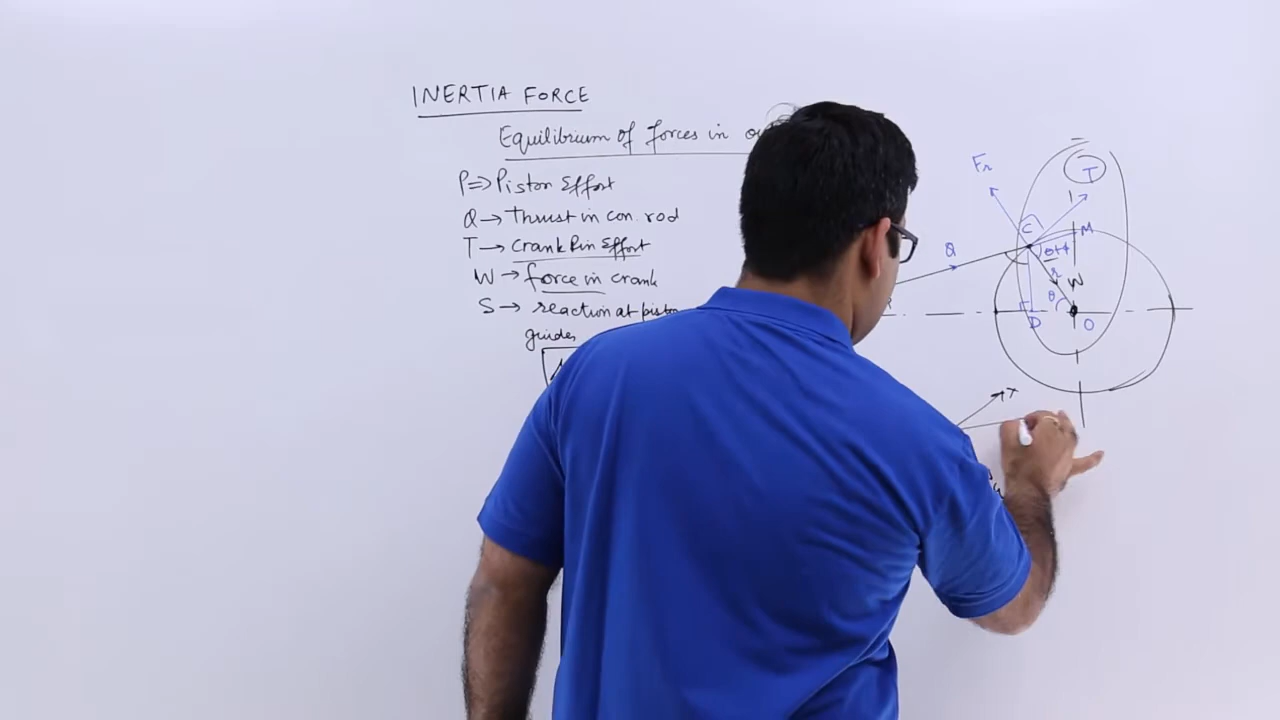 INERTIA FORCE
Equilibrium of forces in
P => Piston Effort
Q → Thrust in con. rod
T → Crank Pin Effort
W → force in crank
S → reaction at piston
guides
Fr
T
C
M
Q
θ+ϕ
r
W
θ
D
O